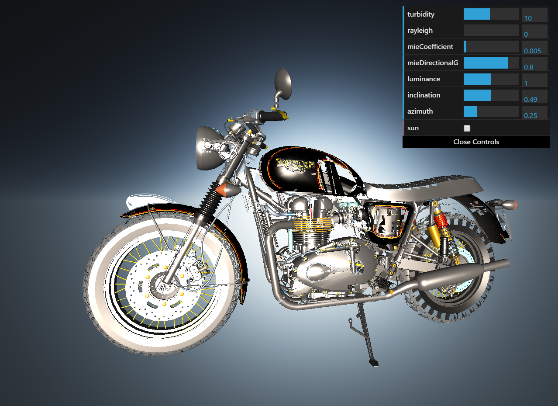 turbidity 10
rayleigh 0
mieCoefficient 0.005
mieDirectionalG 0.8
luminance 1
inclination 0.49
azimuth 0.25
sun
Close Controls